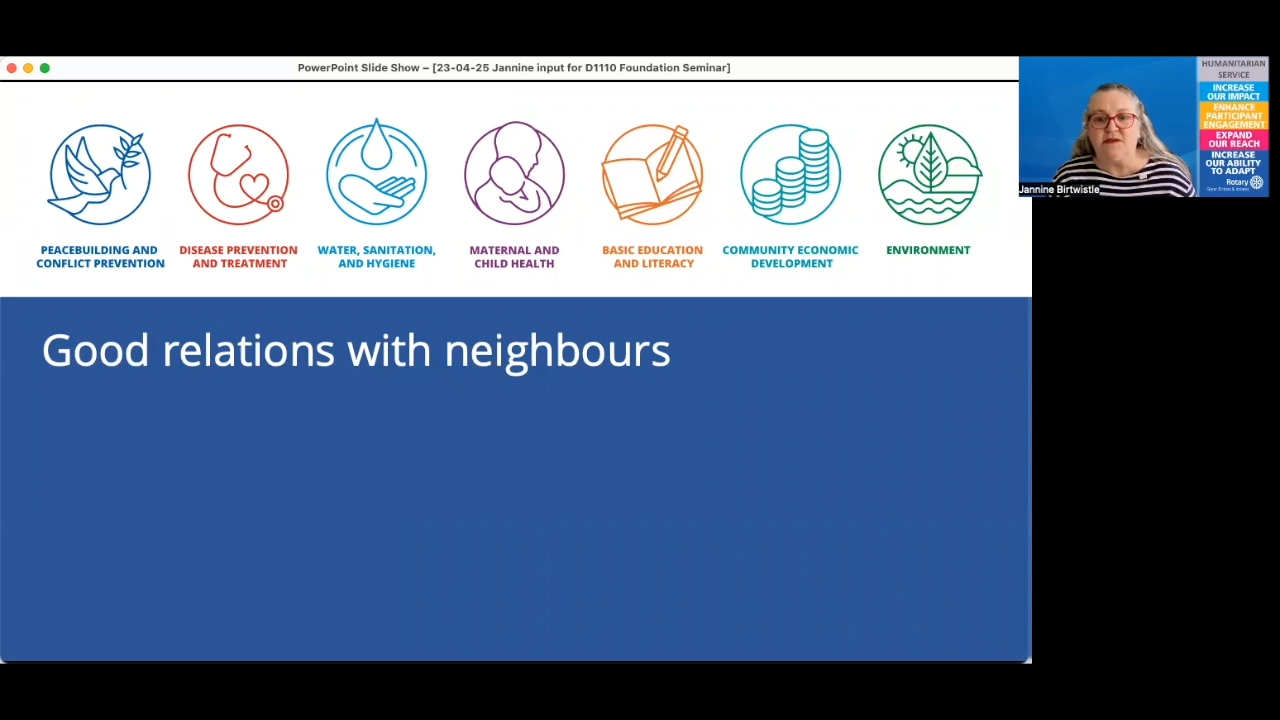 PowerPoint Slide Show – [23-04-25 Jannine input for D1110 Foundation Seminar]
PEACEBUILDING AND
CONFLICT PREVENTION
DISEASE PREVENTION
AND TREATMENT
WATER, SANITATION,
AND HYGIENE
MATERNAL AND
CHILD HEALTH
BASIC EDUCATION
AND LITERACY
COMMUNITY ECONOMIC
DEVELOPMENT
ENVIRONMENT
Good relations with neighbours
HUMANITARIAN
SERVICE
INCREASE
OUR IMPACT
ENHANCE
PARTICIPANT
ENGAGEMENT
EXPAND
OUR REACH
INCREASE
OUR ABILITY
TO ADAPT
Rotary
Jannine Birtwistle